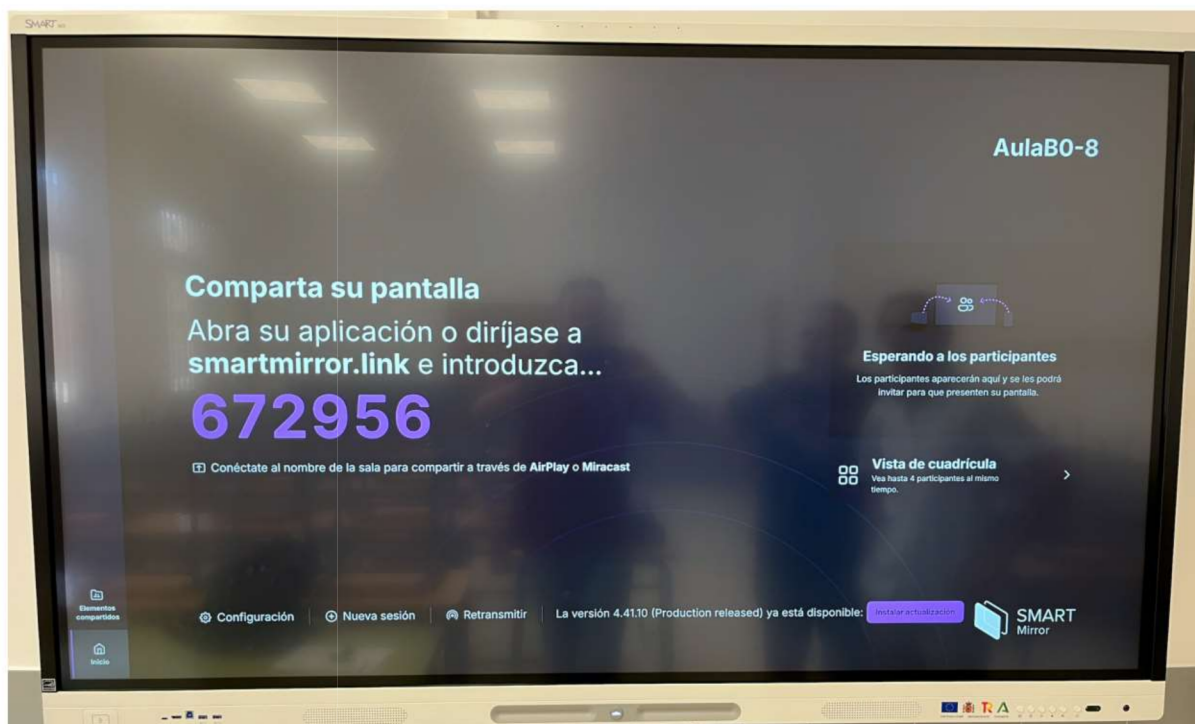 SMART
AulaB0-8
Comparta su pantalla
Abra su aplicación o diríjase a
smartmirror.link e introduzca...
672956
Conéctate al nombre de la sala para compartir a través de AirPlay o Miracast
Esperando a los participantes
Los participantes aparecerán aquí y se les podrá
invitar para que presenten su pantalla.
Vista de cuadrícula
Vea hasta 4 participantes al mismo
tiempo.
Elementos
compartidos
Inicio
Configuración
Nueva sesión
Retransmitir
La versión 4.41.10 (Production released) ya está disponible:
Instalar actualización
SMART
Mirror